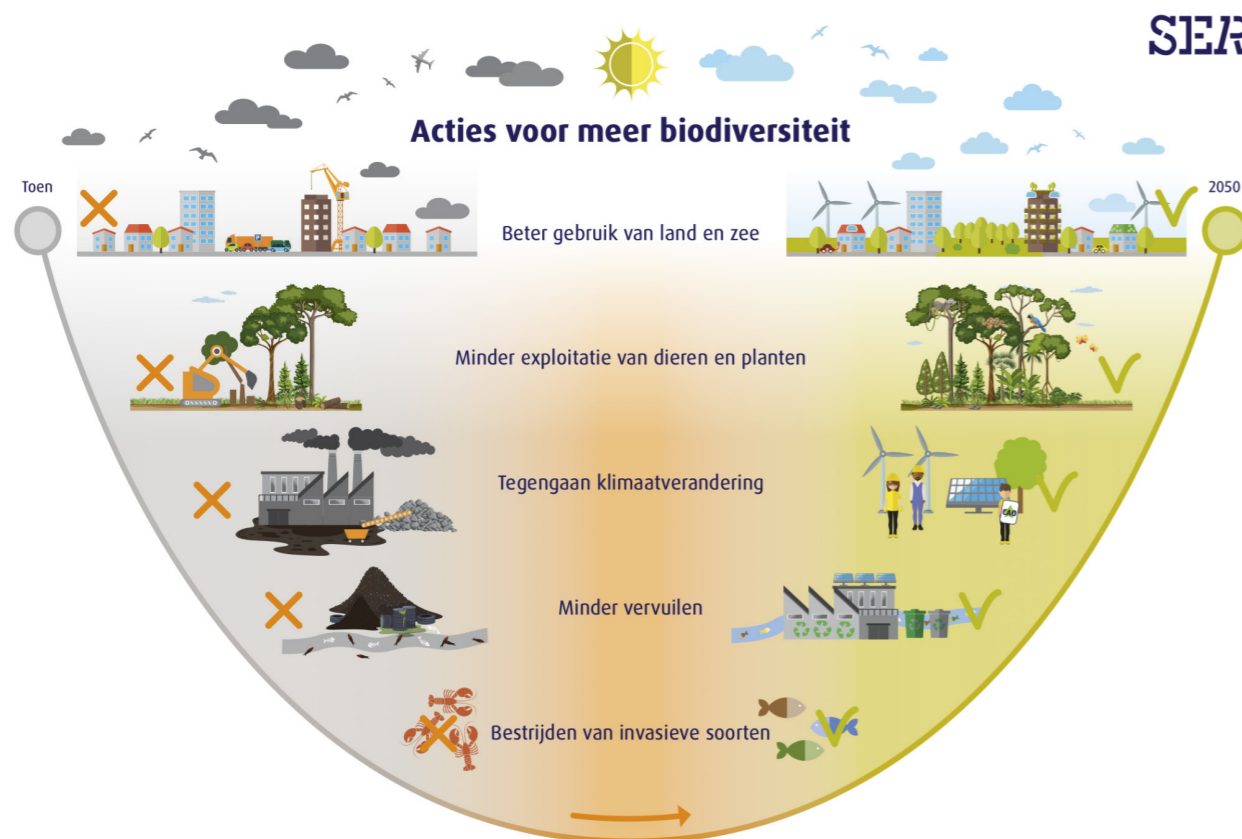 SER
Acties voor meer biodiversiteit
Toen
2050
P
Beter gebruik van land en zee
Minder exploitatie van dieren en planten
Tegengaan klimaatverandering
CAO
Minder vervuilen
Bestrijden van invasieve soorten